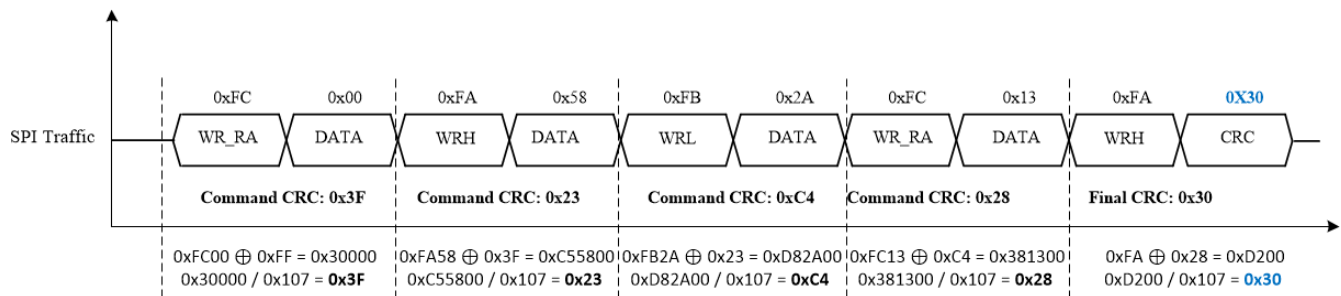 0xFC 0x00 0xFA 0x58 0xFB 0x2A 0xFC 0x13 0xFA 0X30
SPI Traffic WR_RA DATA WRH DATA WRL DATA WR_RA DATA WRH CRC
Command CRC: 0x3F Command CRC: 0x23 Command CRC: 0xC4 Command CRC: 0x28 Final CRC: 0x30
0xFC00 ⊕ 0xFF = 0x30000 0xFA58 ⊕ 0x3F = 0xC55800 0xFB2A ⊕ 0x23 = 0xD82A00 0xFC13 ⊕ 0xC4 = 0x381300 0xFA ⊕ 0x28 = 0xD200
0x30000 / 0x107 = 0x3F 0xC55800 / 0x107 = 0x23 0xD82A00 / 0x107 = 0xC4 0x381300 / 0x107 = 0x28 0xD200 / 0x107 = 0x30